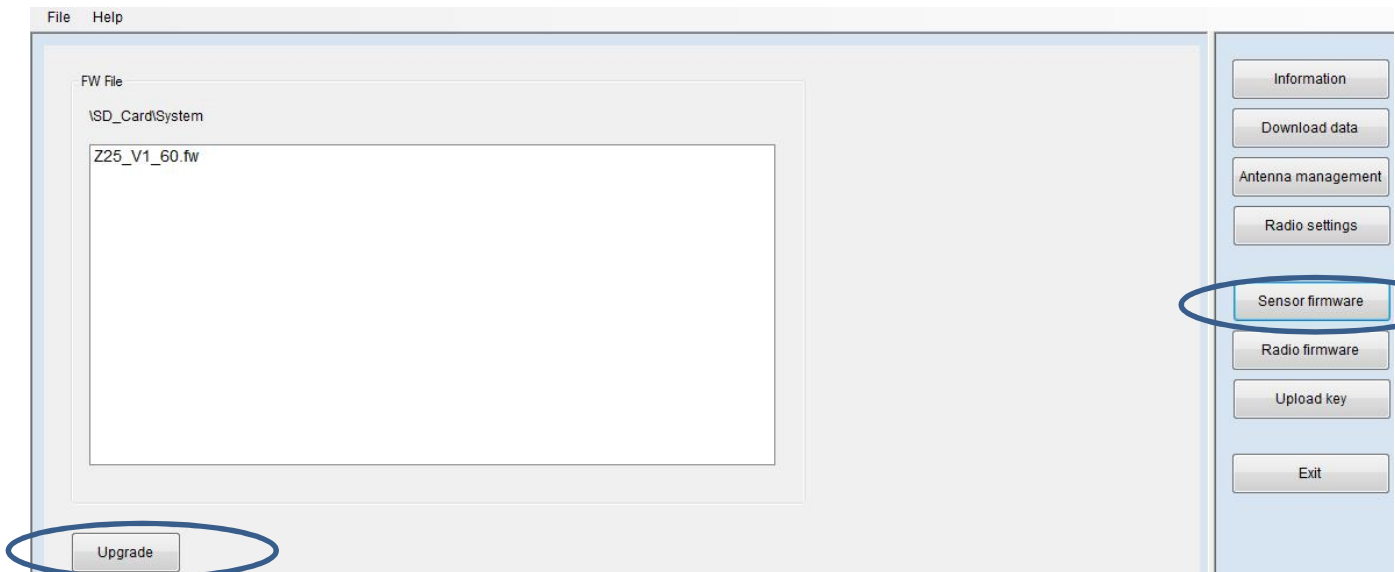 File Help
FW File
\SD_Card\System
Z25_V1_60.fw
Upgrade
Information
Download data
Antenna management
Radio settings
Sensor firmware
Radio firmware
Upload key
Exit